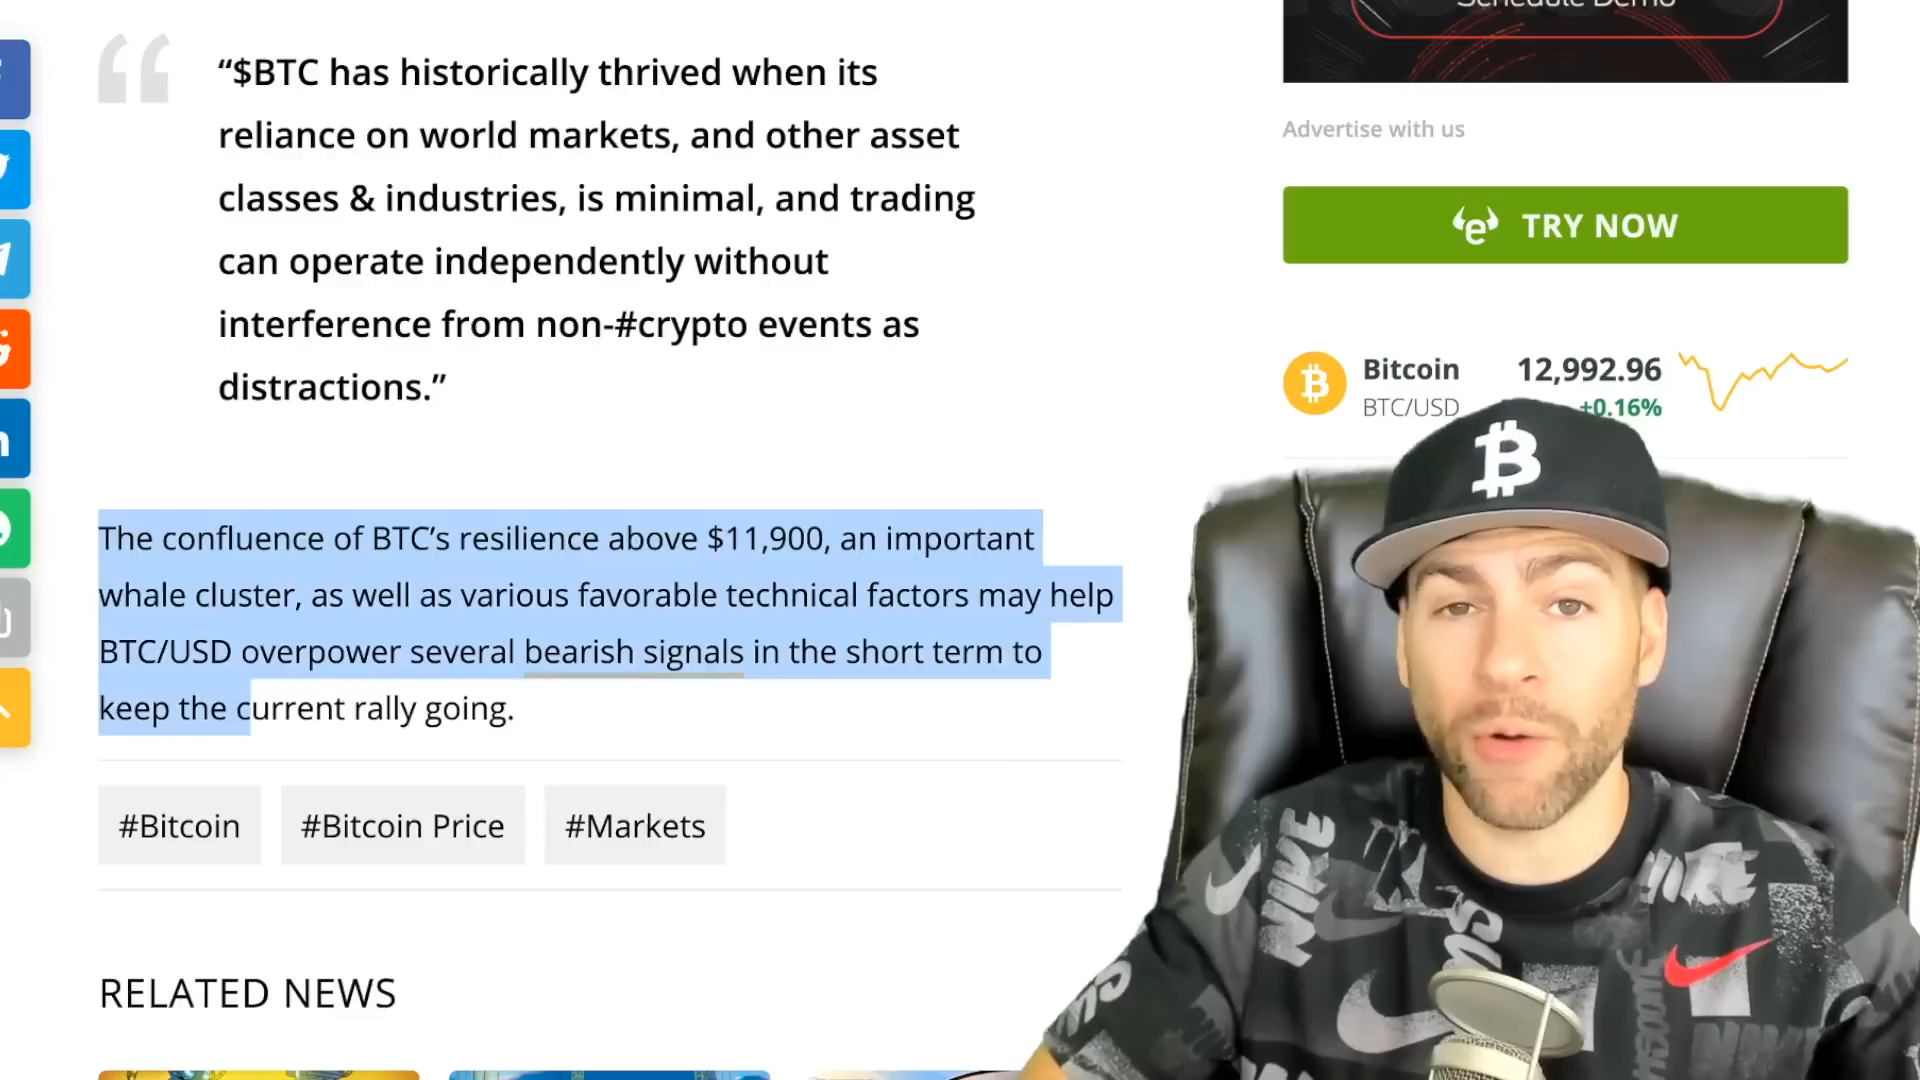 Schedule Demo
“$BTC has historically thrived when its
reliance on world markets, and other asset
classes & industries, is minimal, and trading
can operate independently without
interference from non-#crypto events as
distractions.”
Advertise with us
e TRY NOW
Bitcoin 12,992.96
BTC/USD +0.16%
The confluence of BTC’s resilience above $11,900, an important
whale cluster, as well as various favorable technical factors may help
BTC/USD overpower several bearish signals in the short term to
keep the current rally going.
#Bitcoin #Bitcoin Price #Markets
RELATED NEWS
NIKE
NIKE